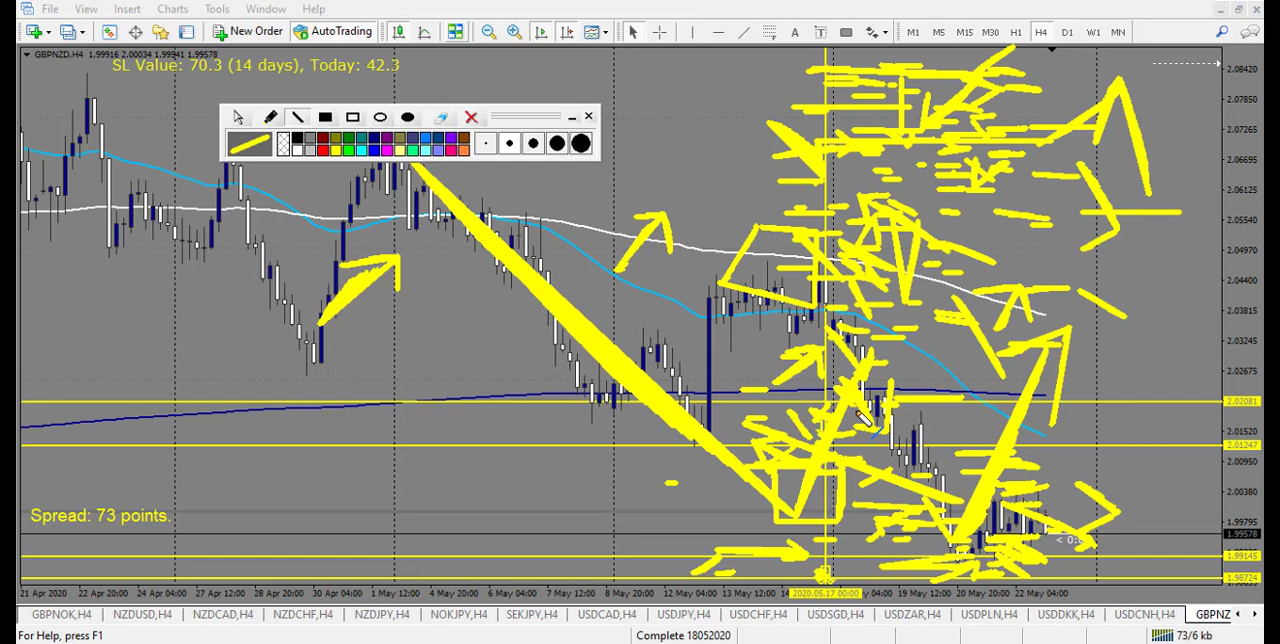 File View Insert Charts Tools Window Help
New Order AutoTrading M1 M5 M15 M30 H1 H4 D1 W1 MN
GBPNZD,H4 1.99916 2.00034 1.99941 1.99578
SL Value: 70.3 (14 days), Today: 42.3
2.08420
2.07850
2.07265
2.06695
2.06125
2.05540
2.04970
2.04400
2.03815
2.03245
2.02675
2.02081
2.01520
2.01247
2.00950
2.00380
1.99795
1.99578
1.99145
1.98724
Spread: 73 points.
21 Apr 2020 22 Apr 20:00 24 Apr 04:00 27 Apr 12:00 28 Apr 20:00 30 Apr 04:00 1 May 12:00 4 May 20:00 6 May 04:00 7 May 12:00 8 May 20:00 12 May 04:00 13 May 12:00 2020.05.17 00:00 19 May 12:00 20 May 20:00 22 May 04:00
GBPNOK,H4 NZDUSD,H4 NZDCAD,H4 NZDCHF,H4 NZDJPY,H4 NOKJPY,H4 SEKJPY,H4 USDCAD,H4 USDJPY,H4 USDCHF,H4 USDSGD,H4 USDZAR,H4 USDPLN,H4 USDDKK,H4 USDCNH,H4 GBPNZ
For Help, press F1 Complete 18052020 73/6 kb